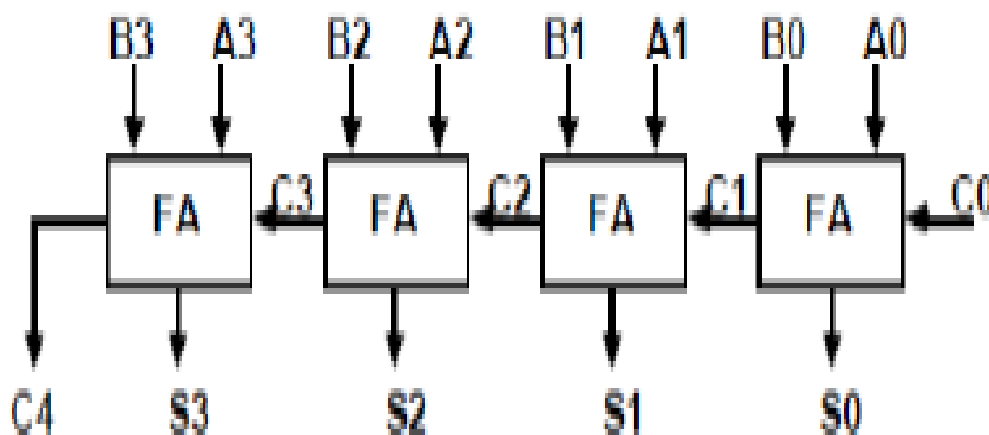 B3 A3 B2 A2 B1 A1 B0 A0
FA C3 FA C2 FA C1 FA C0
C4 S3 S2 S1 S0